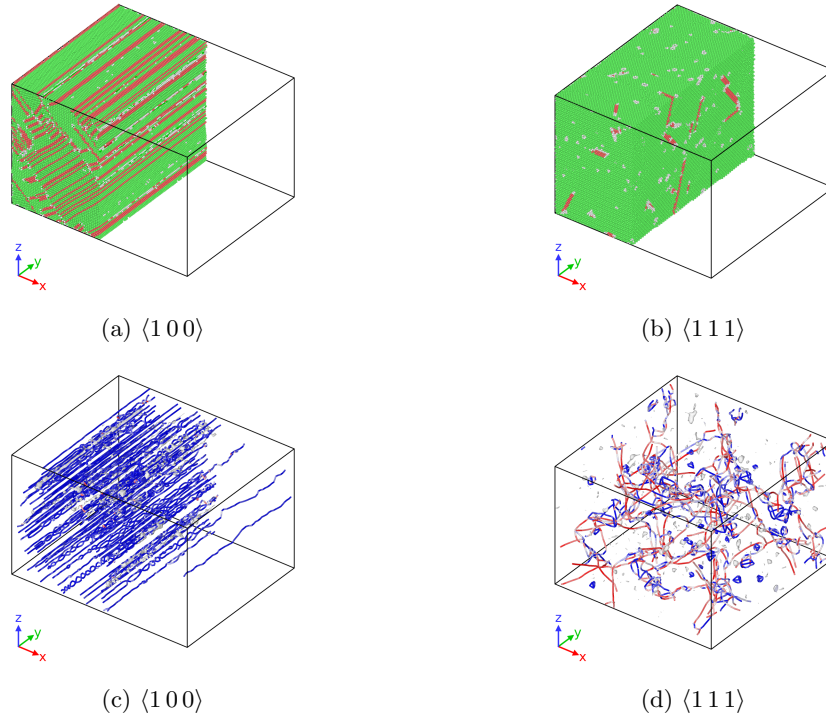 z
y
x
z
y
x
(a) ⟨1 0 0⟩
(b) ⟨1 1 1⟩
z
y
x
z
y
x
(c) ⟨1 0 0⟩
(d) ⟨1 1 1⟩